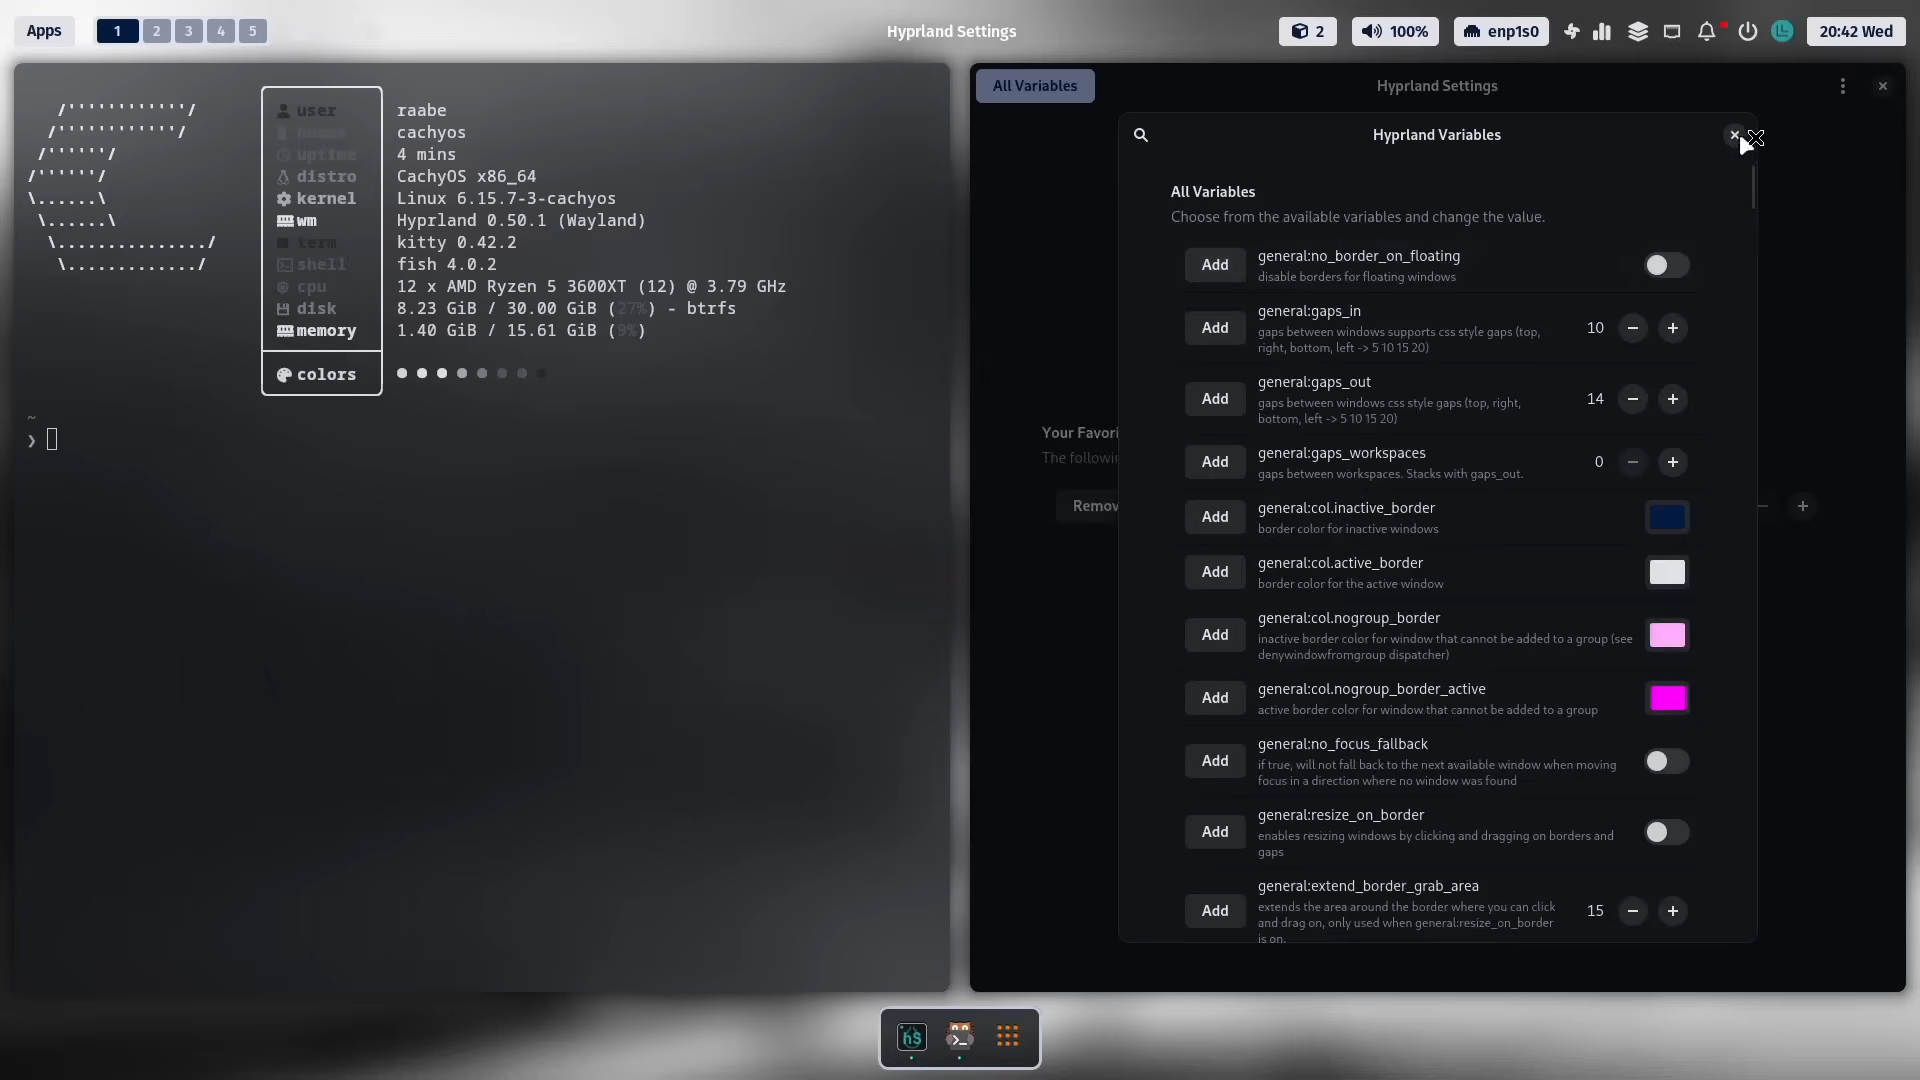 Apps
1
2
3
4
5
Hyprland Settings
2
100%
enp1s0
20:42 Wed
/'''''''''''/
/'''''''''''/
/''''''/
/''''''/
\......\
\......\
\.............../
\............./
user raabe
hname cachyos
uptime 4 mins
distro CachyOS x86_64
kernel Linux 6.15.7-3-cachyos
wm Hyprland 0.50.1 (Wayland)
term kitty 0.42.2
shell fish 4.0.2
cpu 12 x AMD Ryzen 5 3600XT (12) @ 3.79 GHz
disk 8.23 GiB / 30.00 GiB (27%) - btrfs
memory 1.40 GiB / 15.61 GiB (9%)
colors
~
❯
All Variables
Hyprland Settings
Your Favori
The followin
Remov
Hyprland Variables
All Variables
Choose from the available variables and change the value.
Add
general:no_border_on_floating
disable borders for floating windows
Add
general:gaps_in
gaps between windows supports css style gaps (top,
right, bottom, left -> 5 10 15 20)
10
Add
general:gaps_out
gaps between windows css style gaps (top, right,
bottom, left -> 5 10 15 20)
14
Add
general:gaps_workspaces
gaps between workspaces. Stacks with gaps_out.
0
Add
general:col.inactive_border
border color for inactive windows
Add
general:col.active_border
border color for the active window
Add
general:col.nogroup_border
inactive border color for window that cannot be added to a group (see
denywindowfromgroup dispatcher)
Add
general:col.nogroup_border_active
active border color for window that cannot be added to a group
Add
general:no_focus_fallback
if true, will not fall back to the next available window when moving
focus in a direction where no window was found
Add
general:resize_on_border
enables resizing windows by clicking and dragging on borders and
gaps
Add
general:extend_border_grab_area
extends the area around the border where you can click
and drag on, only used when general:resize_on_border
is on.
15
h$